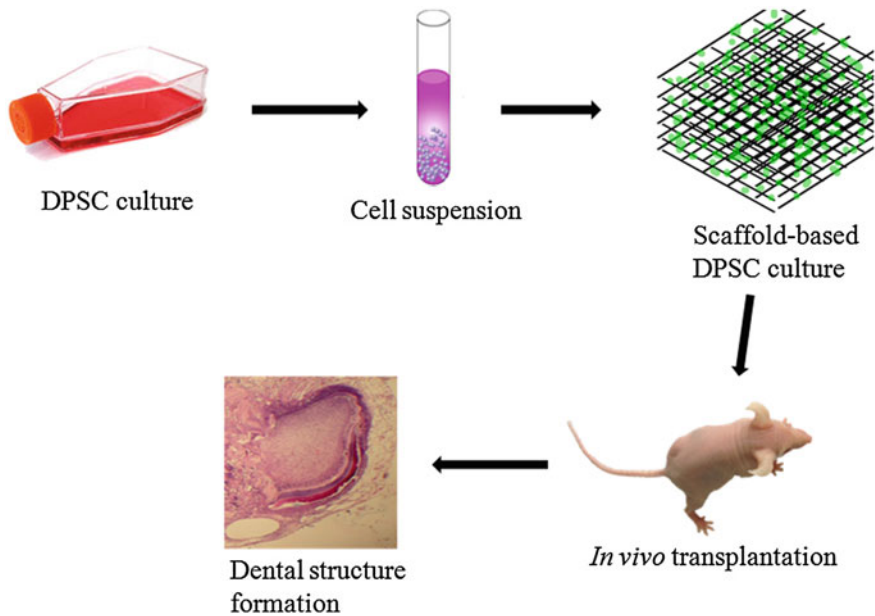 DPSC culture
Cell suspension
Scaffold-based
DPSC culture
In vivo transplantation
Dental structure
formation